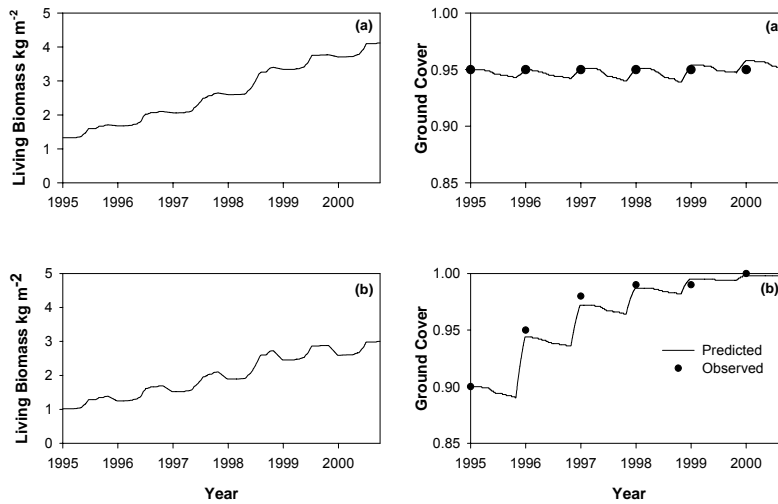 Living Biomass kg m-2
5
4
3
2
1
0
(a)
1995 1996 1997 1998 1999 2000
Ground Cover
1.00
0.95
0.90
0.85
(a
1995 1996 1997 1998 1999 2000
Living Biomass kg m-2
5
4
3
2
1
0
(b)
1995 1996 1997 1998 1999 2000
Year
Ground Cover
1.00
0.95
0.90
0.85
(b)
Predicted
Observed
1995 1996 1997 1998 1999 2000
Year